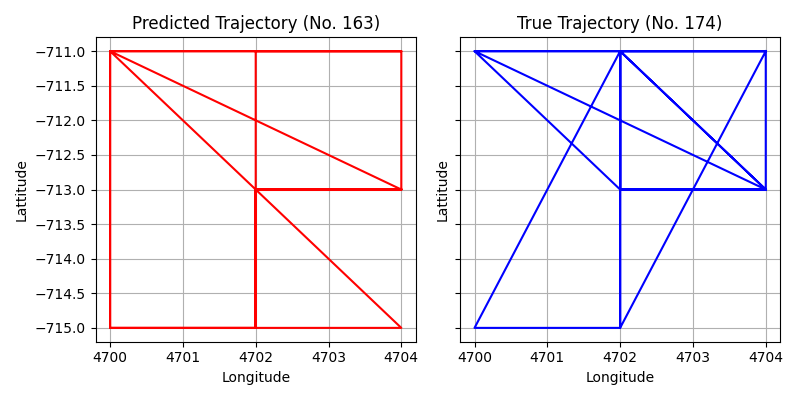 Predicted Trajectory (No. 163)
−711.0
−711.5
−712.0
−712.5
−713.0
−713.5
−714.0
−714.5
−715.0
Lattitude
4700 4701 4702 4703 4704
Longitude
True Trajectory (No. 174)
Lattitude
4700 4701 4702 4703 4704
Longitude